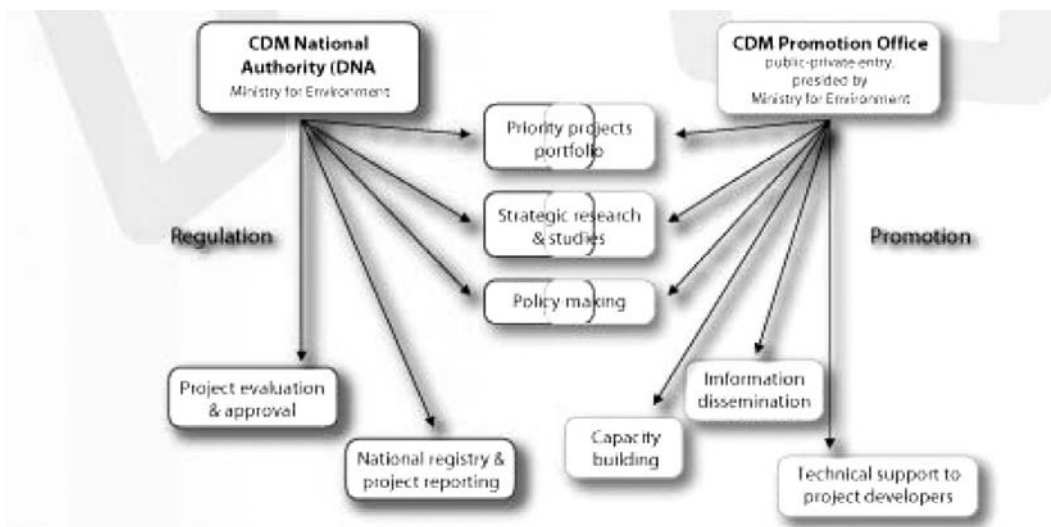 CDM National
Authority (DNA
Ministry for Environment
CDM Promotion Office
public-private entry,
presided by
Ministry for Environment
Priority projects
portfolio
Strategic research
& studies
Policy making
Regulation
Promotion
Project evaluation
& approval
National registry &
project reporting
Imformation
dissemination
Capacity
building
Technical support to
project developers